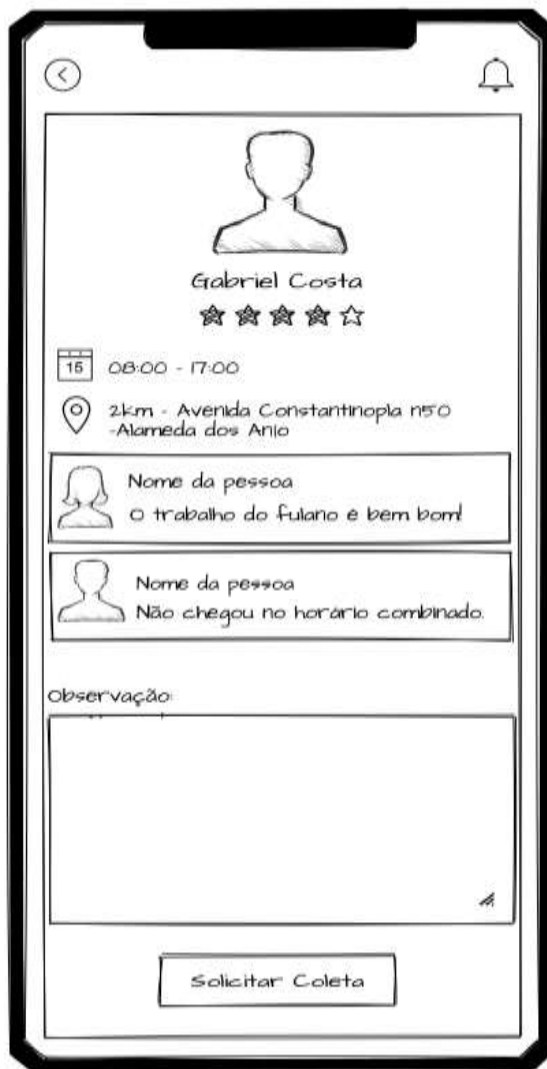 Gabriel Costa
15
08:00 - 17:00
2km - Avenida Constantinopla n50
-Alameda dos Anjo
Nome da pessoa
O trabalho do fulano é bem bom!
Nome da pessoa
Não chegou no horário combinado.
Observação:
Solicitar Coleta